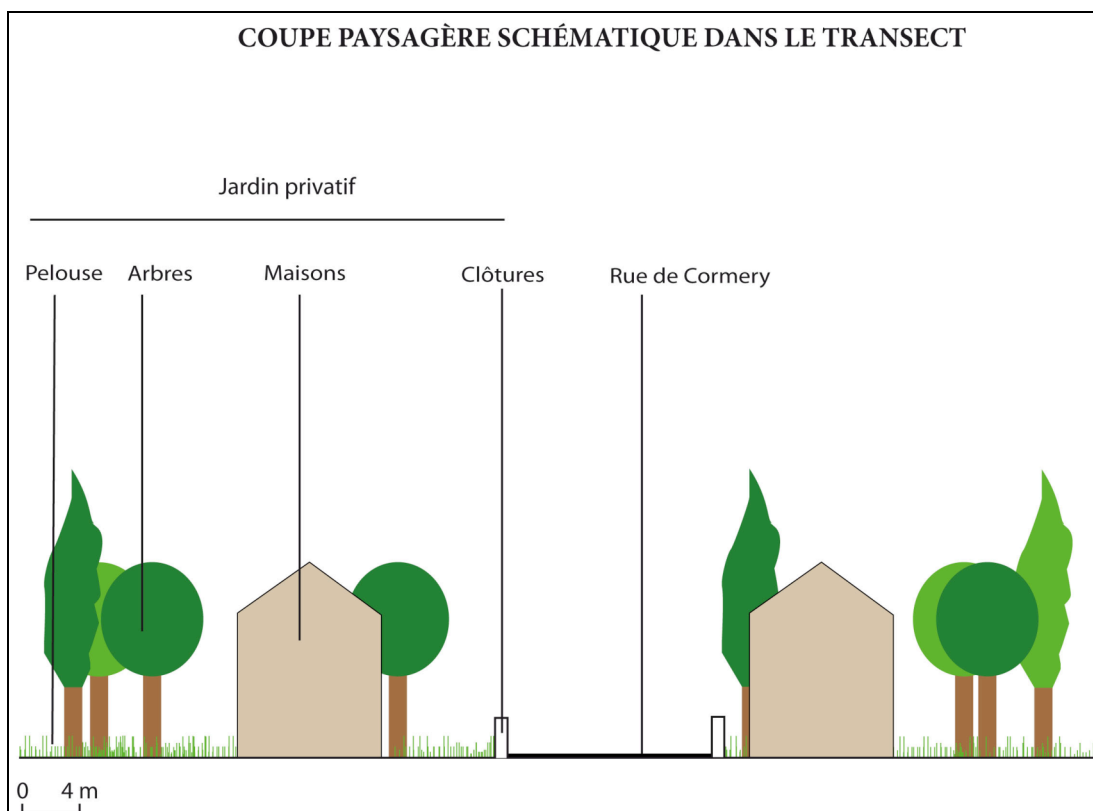 COUPE PAYSAGÈRE SCHÉMATIQUE DANS LE TRANSECT
Jardin privatif
Pelouse Arbres Maisons Clôtures Rue de Cormery
0 4 m